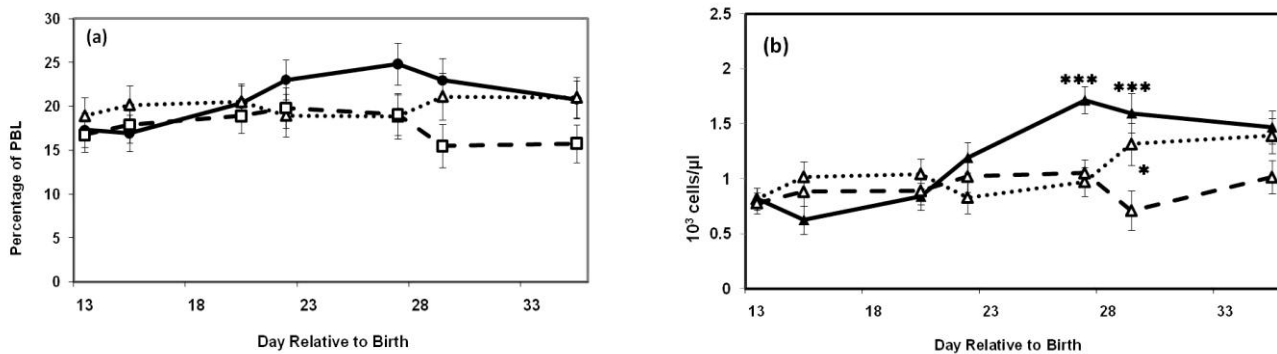 (a)
30
25
20
15
10
5
0
Percentage of PBL
13 18 23 28 33
Day Relative to Birth
(b)
2.5
2
1.5
1
0.5
0
10³ cells/µl
*** ***
*
13 18 23 28 33
Day Relative to Birth